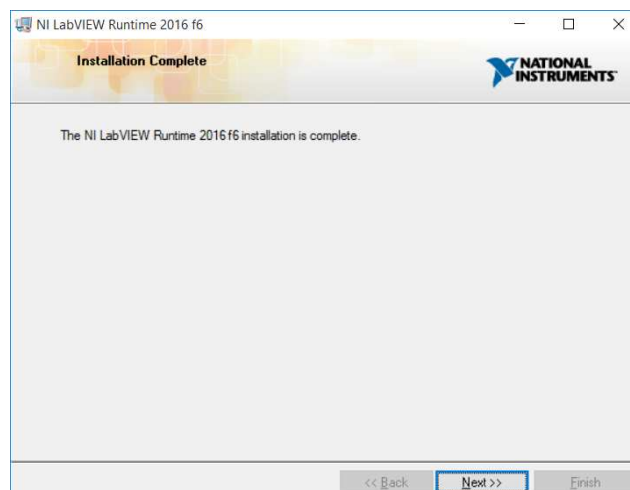 NI LabVIEW Runtime 2016 f6
Installation Complete
NATIONAL
INSTRUMENTS
The NI LabVIEW Runtime 2016 f6 installation is complete.
<< Back Next >> Finish